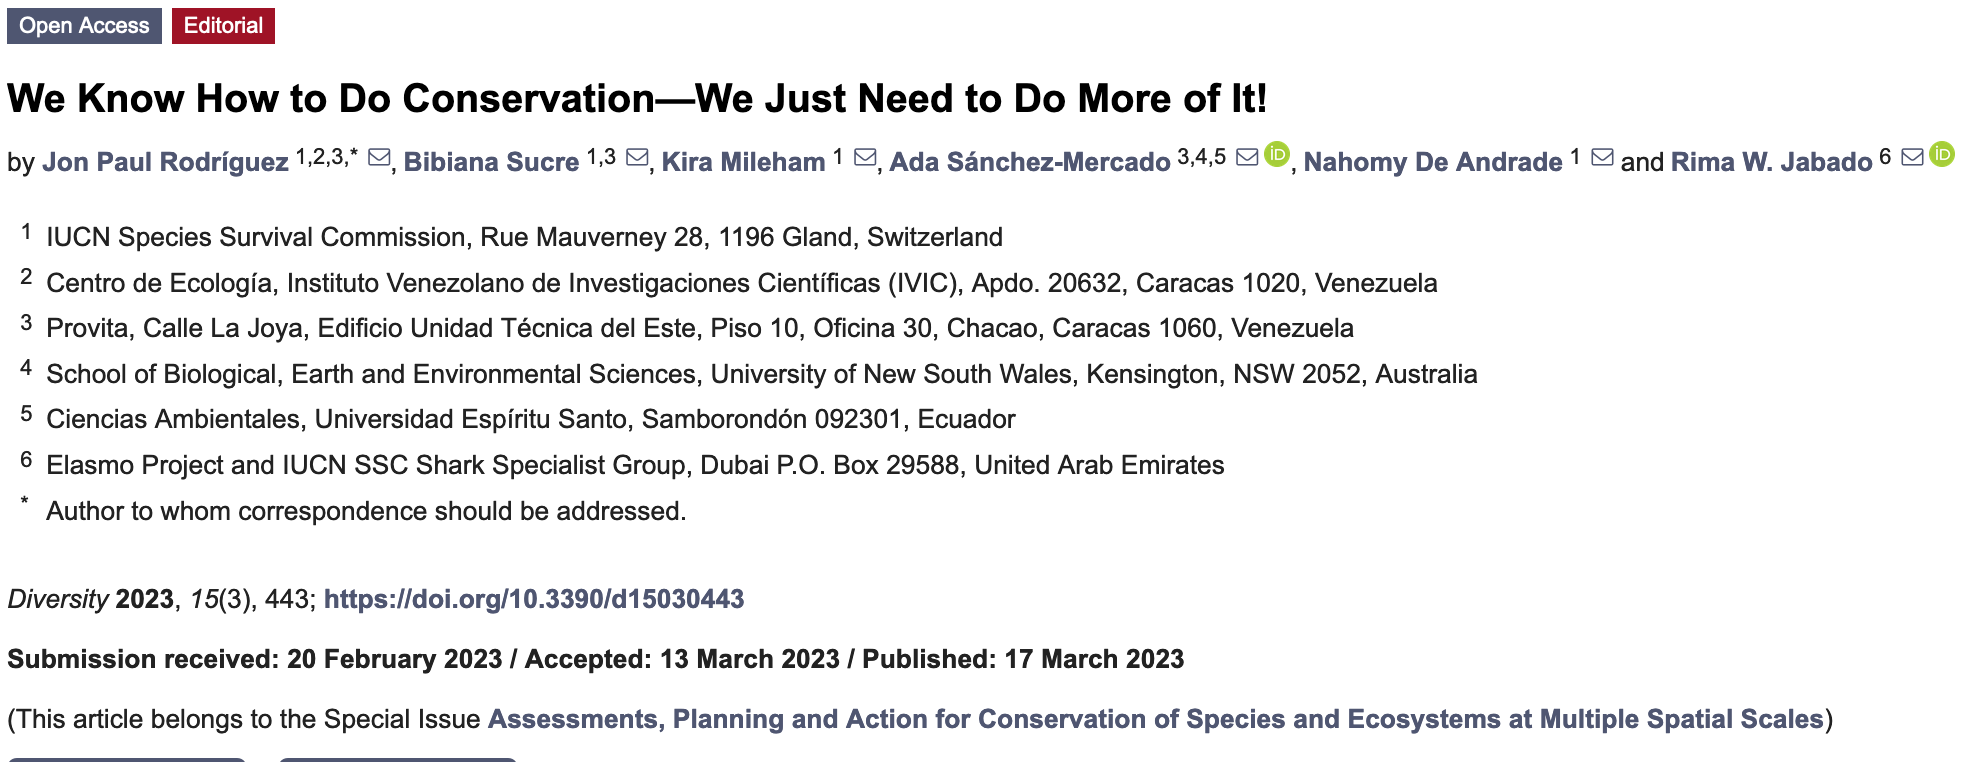 Open Access Editorial
We Know How to Do Conservation—We Just Need to Do More of It!
by Jon Paul Rodríguez 1,2,3,* , Bibiana Sucre 1,3 , Kira Mileham 1 , Ada Sánchez-Mercado 3,4,5 iD , Nahomy De Andrade 1 and Rima W. Jabado 6 iD
1 IUCN Species Survival Commission, Rue Mauverney 28, 1196 Gland, Switzerland
2 Centro de Ecología, Instituto Venezolano de Investigaciones Científicas (IVIC), Apdo. 20632, Caracas 1020, Venezuela
3 Provita, Calle La Joya, Edificio Unidad Técnica del Este, Piso 10, Oficina 30, Chacao, Caracas 1060, Venezuela
4 School of Biological, Earth and Environmental Sciences, University of New South Wales, Kensington, NSW 2052, Australia
5 Ciencias Ambientales, Universidad Espíritu Santo, Samborondón 092301, Ecuador
6 Elasmo Project and IUCN SSC Shark Specialist Group, Dubai P.O. Box 29588, United Arab Emirates
* Author to whom correspondence should be addressed.
Diversity 2023, 15(3), 443; https://doi.org/10.3390/d15030443
Submission received: 20 February 2023 / Accepted: 13 March 2023 / Published: 17 March 2023
(This article belongs to the Special Issue Assessments, Planning and Action for Conservation of Species and Ecosystems at Multiple Spatial Scales)